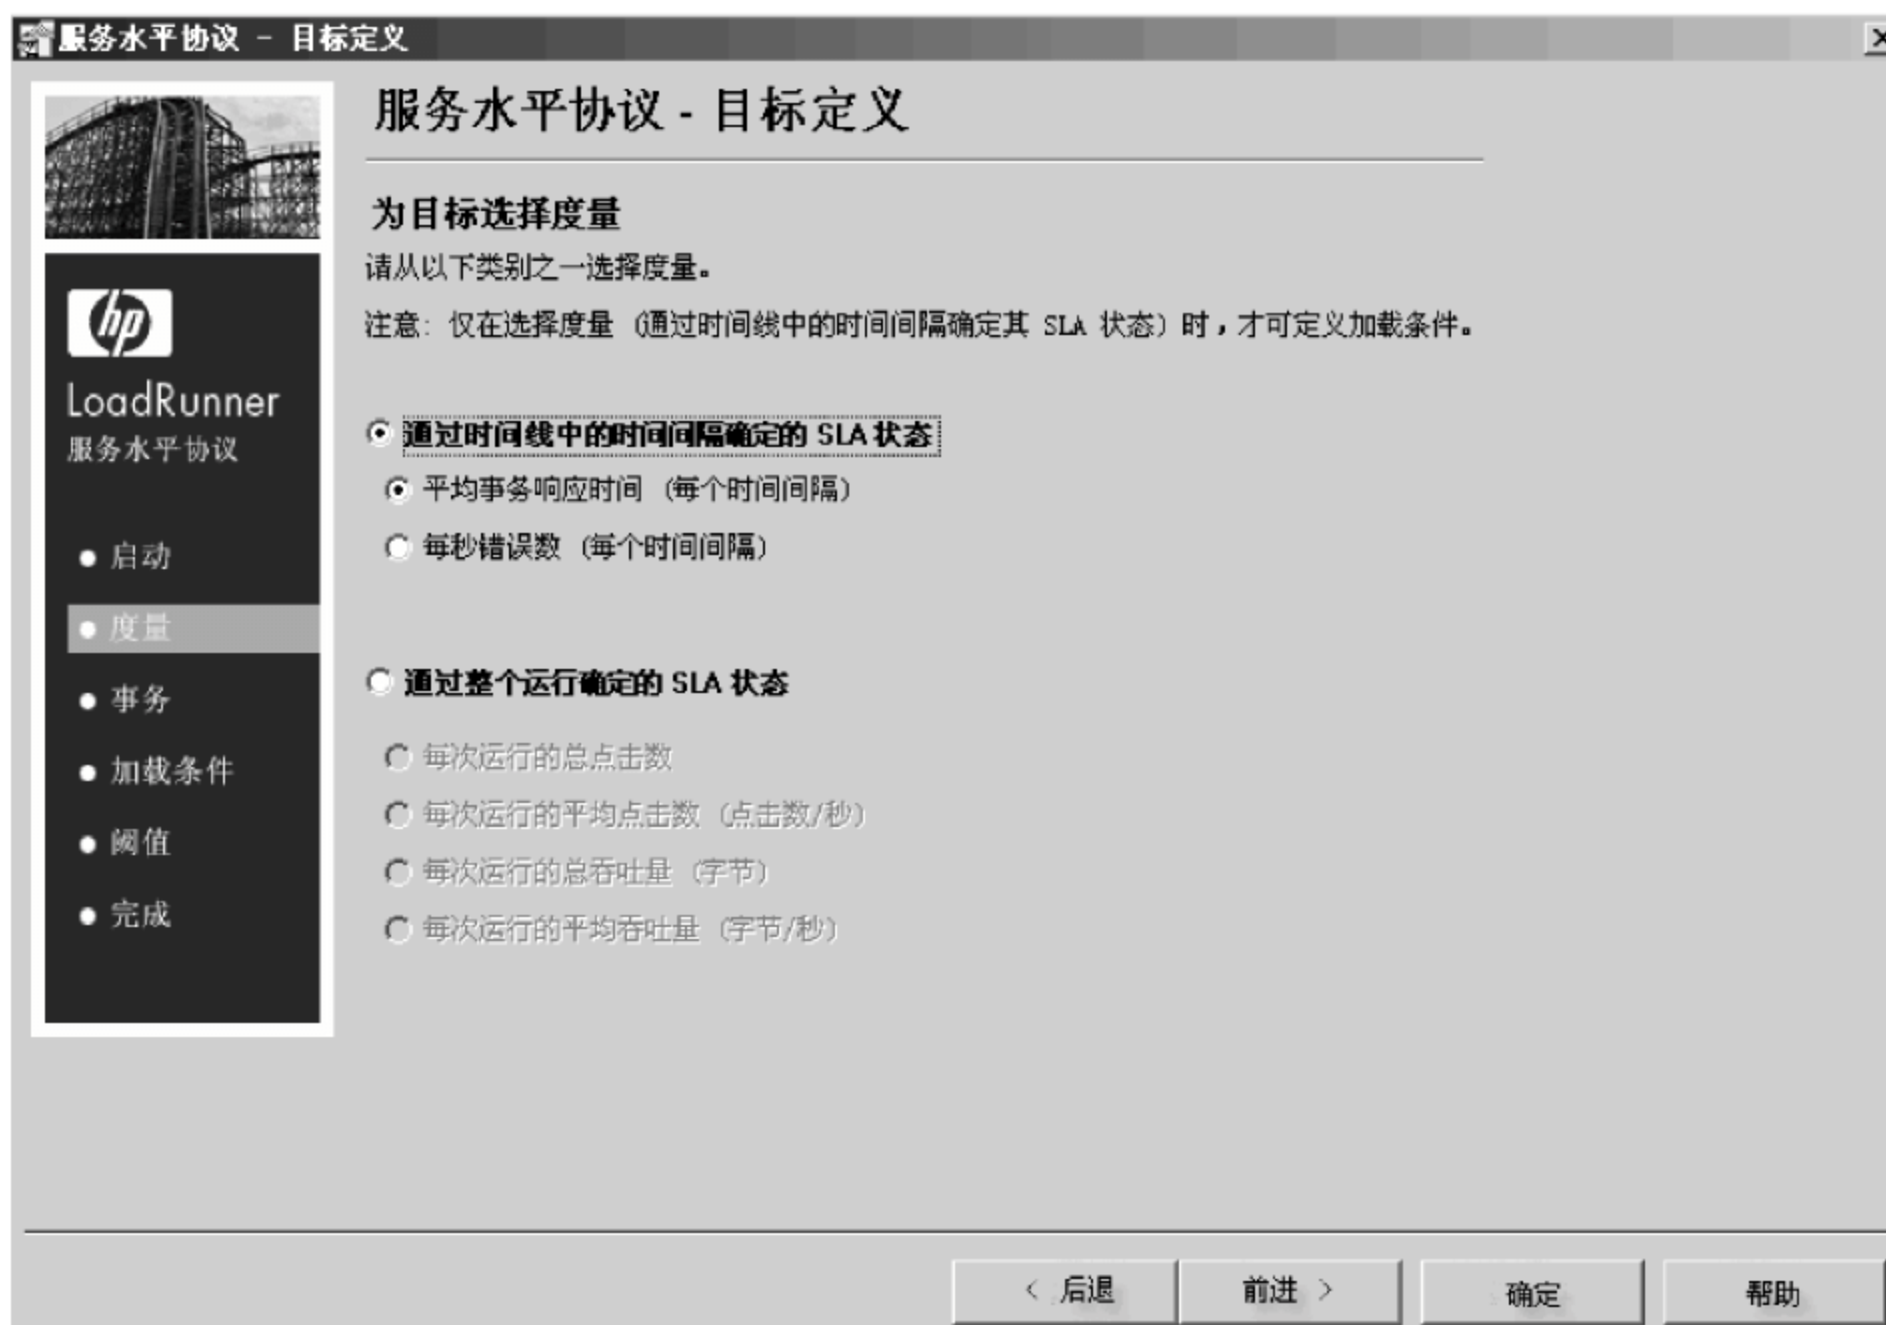 服务水平协议 - 目标定义
服务水平协议 - 目标定义
为目标选择度量
请从以下类别之一选择度量。
注意: 仅在选择度量 (通过时间线中的时间间隔确定其 SLA 状态) 时,才可定义加载条件。
hp
LoadRunner
服务水平协议
启动
度量
事务
加载条件
阈值
完成
通过时间线中的时间间隔确定的 SLA 状态
平均事务响应时间 (每个时间间隔)
每秒错误数 (每个时间间隔)
通过整个运行确定的 SLA 状态
每次运行的总点击数
每次运行的平均点击数 (点击数/秒)
每次运行的总吞吐量 (字节)
每次运行的平均吞吐量 (字节/秒)
< 后退
前进 >
确定
帮助